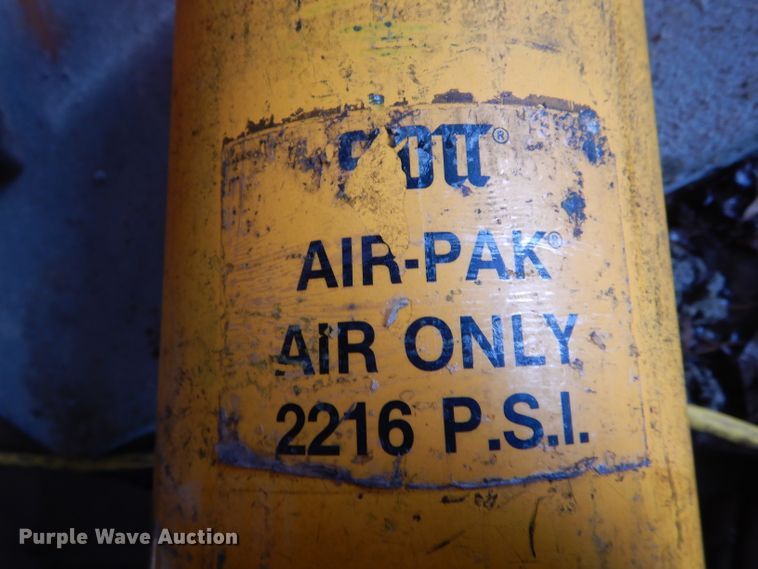 AIR-PAK®
AIR ONLY
2216 P.S.I.
Purple Wave Auction